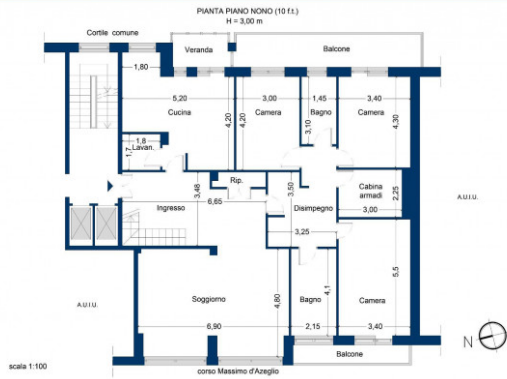 PIANTA PIANO NONO (10 f.t.)
H = 3,00 m
Cortile comune
Veranda
Balcone
1,80
5,20
3,00
1,45
3,40
Cucina
Camera
Bagno
Camera
4,20
4,20
3,10
4,30
1,8
Lavan.
1,7
3,48
Rip.
6,65
3,50
Cabina
armadi
2,25
3,00
A.U.I.U.
Ingresso
Disimpegno
3,25
Soggiorno
4,80
Bagno
4,1
Camera
5,5
A.U.I.U.
6,90
2,15
3,40
N
Balcone
scala 1:100
corso Massimo d'Azeglio